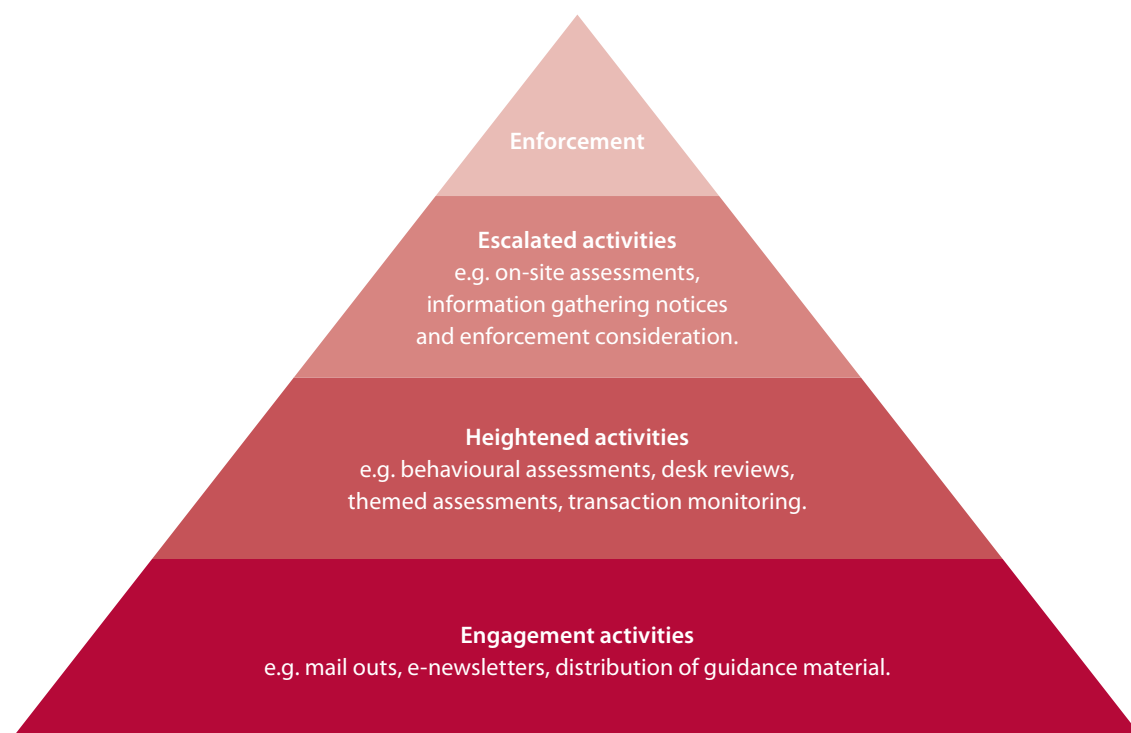 Enforcement
Escalated activities
e.g. on-site assessments,
information gathering notices
and enforcement consideration.
Heightened activities
e.g. behavioural assessments, desk reviews,
themed assessments, transaction monitoring.
Engagement activities
e.g. mail outs, e-newsletters, distribution of guidance material.